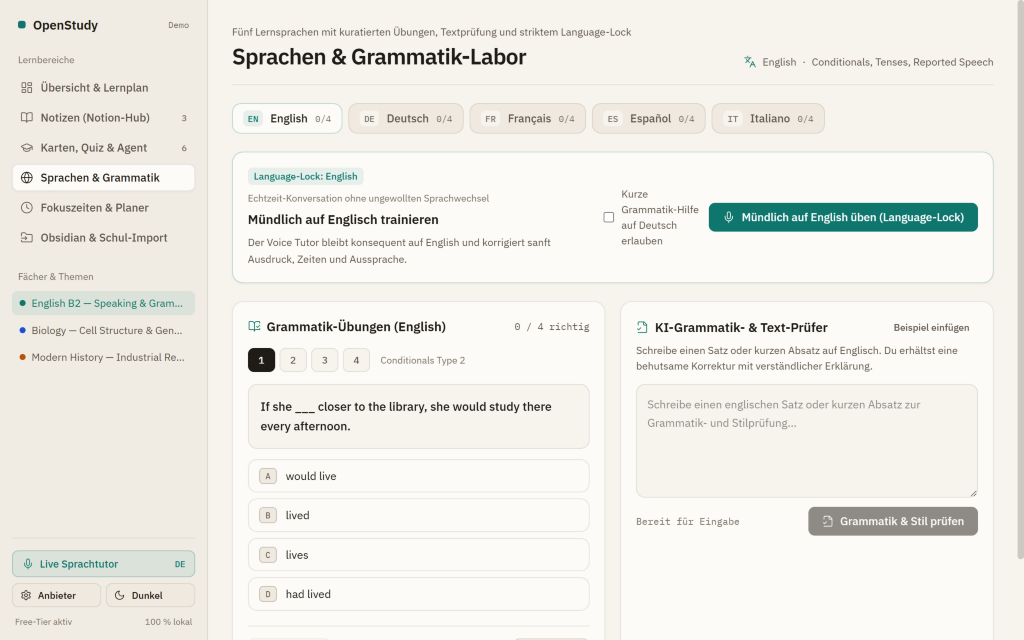 OpenStudy
Demo
Lernbereiche
Übersicht & Lernplan
Notizen (Notion-Hub) 3
Karten, Quiz & Agent 6
Sprachen & Grammatik
Fokuszeiten & Planer
Obsidian & Schul-Import
Fächer & Themen
English B2 — Speaking & Gram...
Biology — Cell Structure & Gen...
Modern History — Industrial Re...
Live Sprachtutor DE
Anbieter
Dunkel
Free-Tier aktiv
100 % lokal
Fünf Lernsprachen mit kuratierten Übungen, Textprüfung und striktem Language-Lock
Sprachen & Grammatik-Labor
English · Conditionals, Tenses, Reported Speech
EN English 0/4
DE Deutsch 0/4
FR Français 0/4
ES Español 0/4
IT Italiano 0/4
Language-Lock: English
Echtzeit-Konversation ohne ungewollten Sprachwechsel
Mündlich auf Englisch trainieren
Der Voice Tutor bleibt konsequent auf English und korrigiert sanft
Ausdruck, Zeiten und Aussprache.
Kurze
Grammatik-Hilfe
auf Deutsch
erlauben
Mündlich auf English üben (Language-Lock)
Grammatik-Übungen (English)
0 / 4 richtig
1 2 3 4 Conditionals Type 2
If she ___ closer to the library, she would study there
every afternoon.
A would live
B lived
C lives
D had lived
KI-Grammatik- & Text-Prüfer
Beispiel einfügen
Schreibe einen Satz oder kurzen Absatz auf Englisch. Du erhältst eine
behutsame Korrektur mit verständlicher Erklärung.
Schreibe einen englischen Satz oder kurzen Absatz zur
Grammatik- und Stilprüfung...
Bereit für Eingabe
Grammatik & Stil prüfen